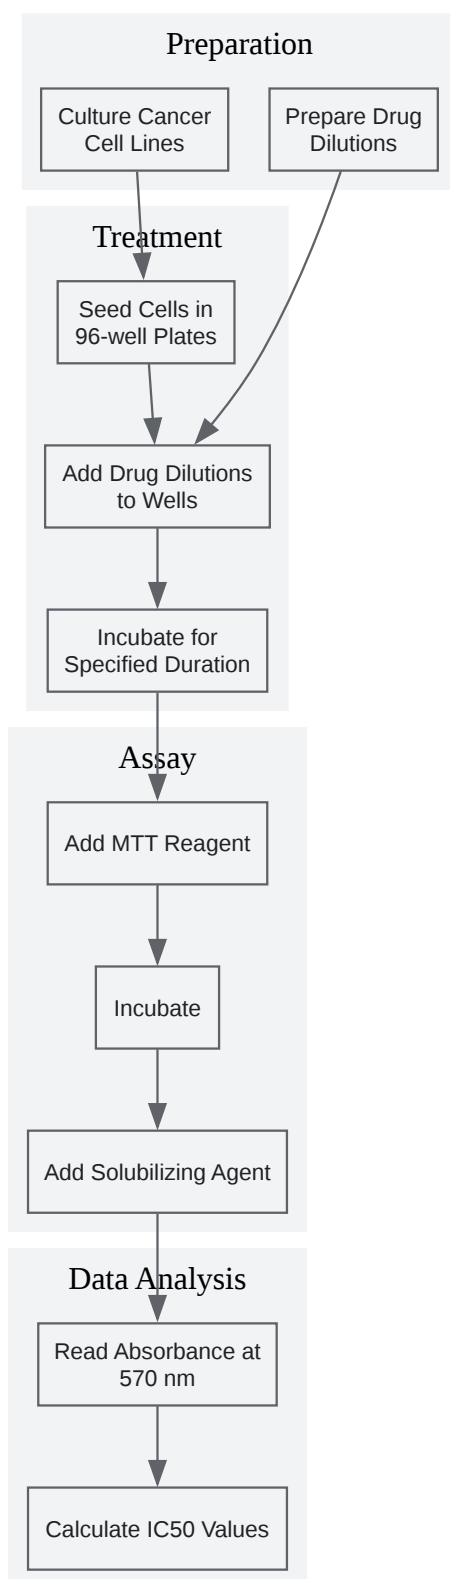 Preparation
Culture Cancer
Cell Lines
Prepare Drug
Dilutions
Treatment
Seed Cells in
96-well Plates
Add Drug Dilutions
to Wells
Incubate for
Specified Duration
Assay
Add MTT Reagent
Incubate
Add Solubilizing Agent
Data Analysis
Read Absorbance at
570 nm
Calculate IC50 Values